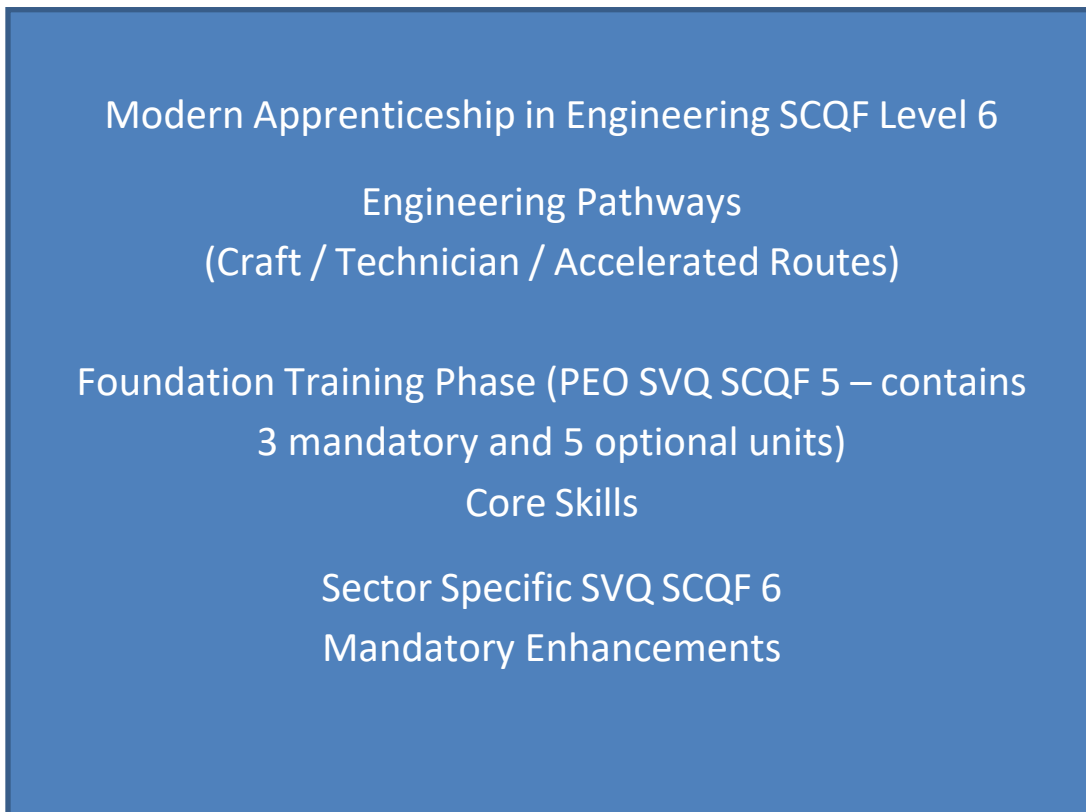 Modern Apprenticeship in Engineering SCQF Level 6
Engineering Pathways
(Craft / Technician / Accelerated Routes)
Foundation Training Phase (PEO SVQ SCQF 5 – contains
3 mandatory and 5 optional units)
Core Skills
Sector Specific SVQ SCQF 6
Mandatory Enhancements